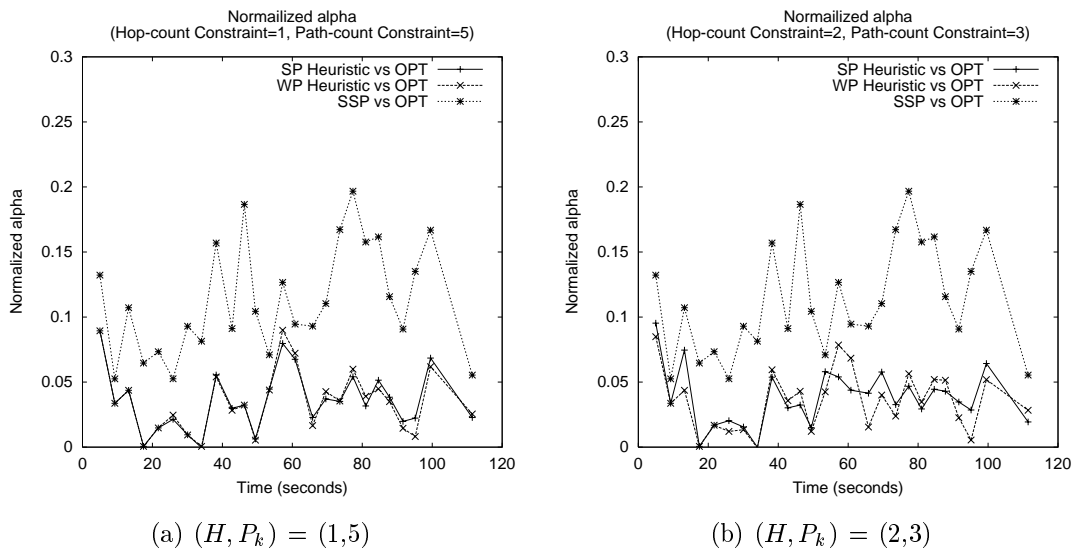 Normailized alpha
(Hop-count Constraint=1, Path-count Constraint=5)
SP Heuristic vs OPT
WP Heuristic vs OPT
SSP vs OPT
Normalized alpha
0.3
0.25
0.2
0.15
0.1
0.05
0
0 20 40 60 80 100 120
Time (seconds)
(a) (H, P_k) = (1,5)
Normailized alpha
(Hop-count Constraint=2, Path-count Constraint=3)
SP Heuristic vs OPT
WP Heuristic vs OPT
SSP vs OPT
Normalized alpha
0.3
0.25
0.2
0.15
0.1
0.05
0
0 20 40 60 80 100 120
Time (seconds)
(b) (H, P_k) = (2,3)